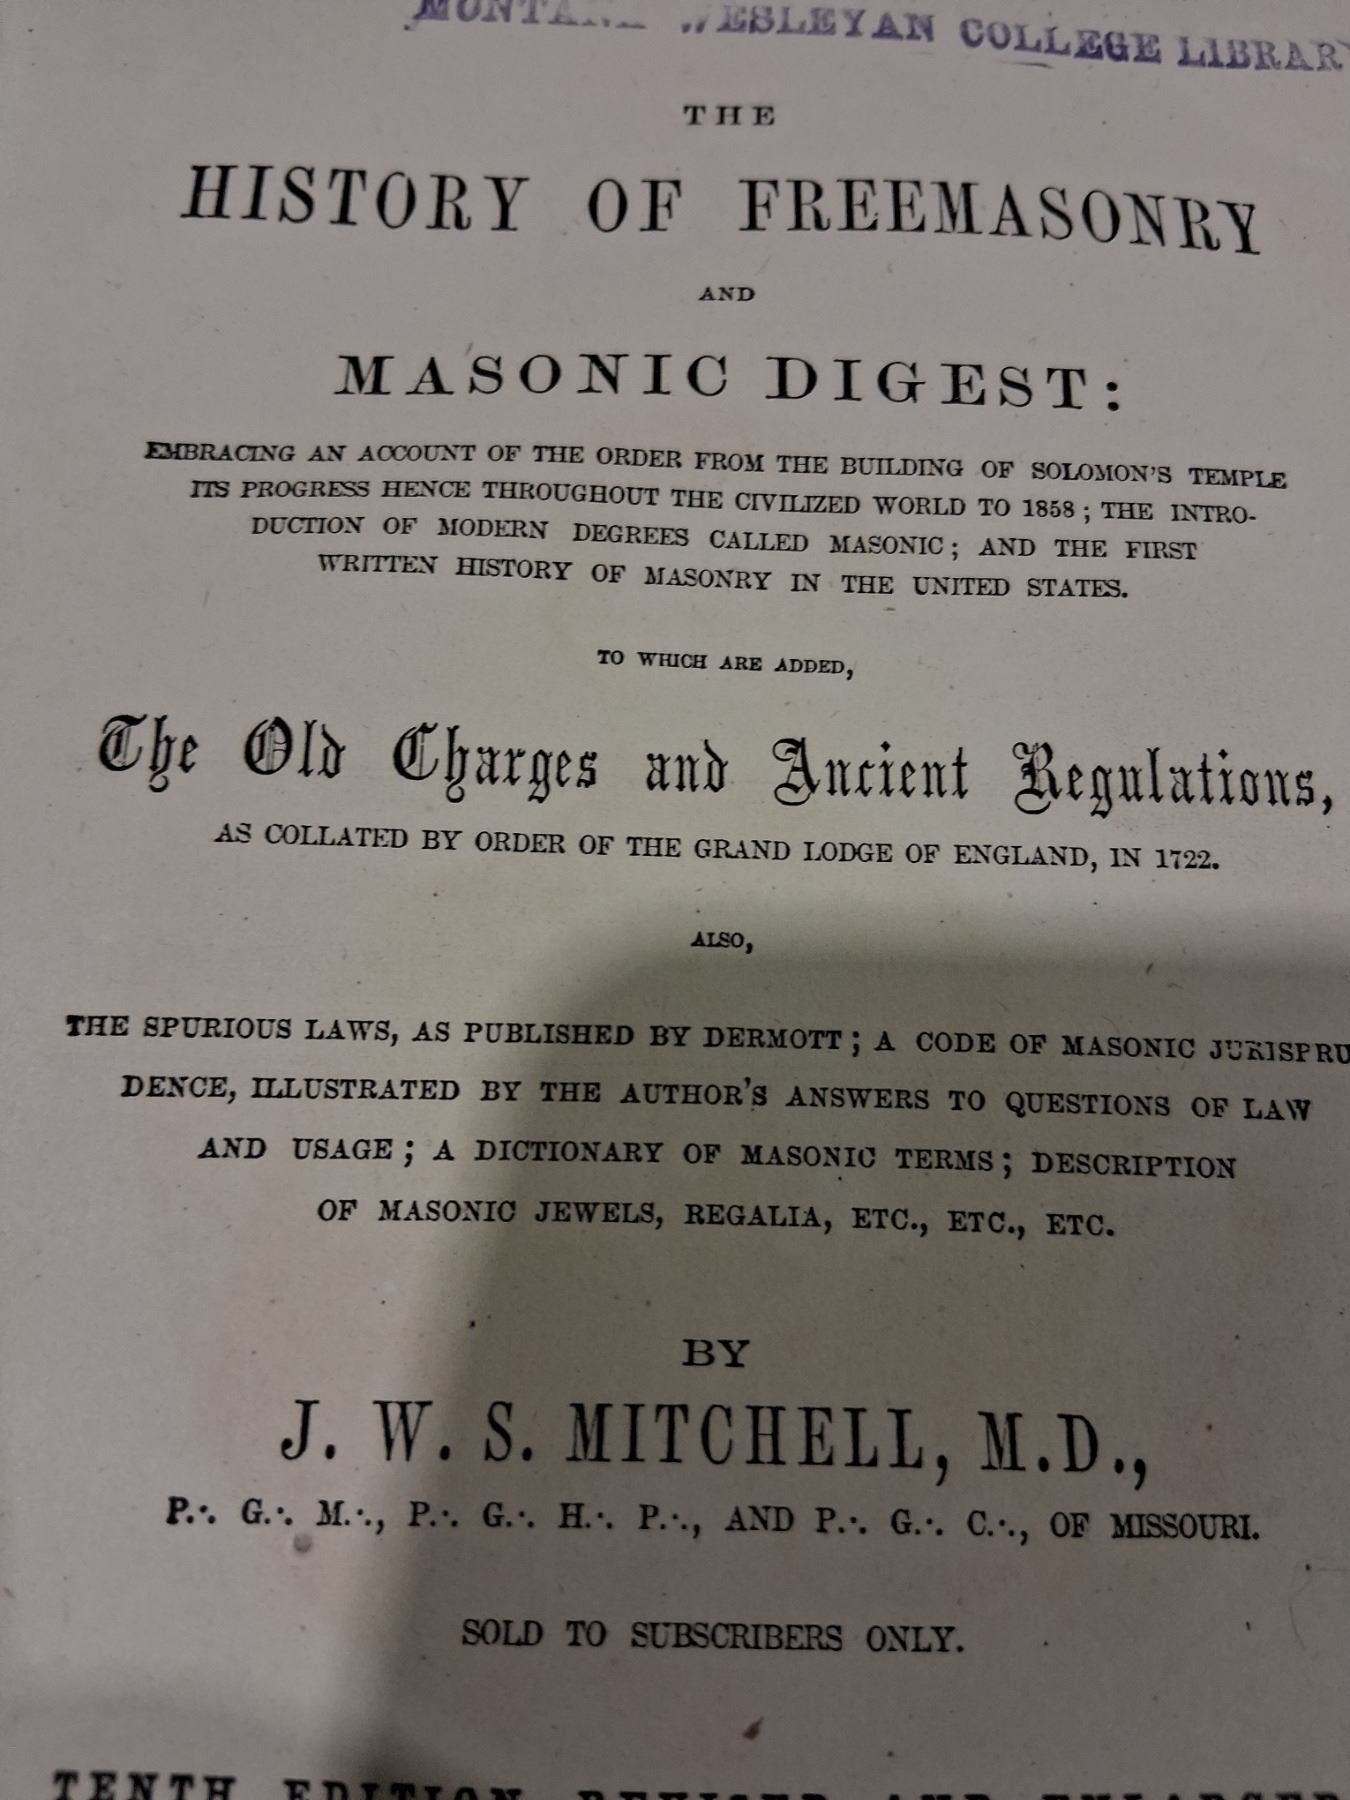 WESLEYAN COLLEGE LIBRARY
THE
HISTORY OF FREEMASONRY
AND
MASONIC DIGEST:
EMBRACING AN ACCOUNT OF THE ORDER FROM THE BUILDING OF SOLOMON'S TEMPLE
ITS PROGRESS HENCE THROUGHOUT THE CIVILIZED WORLD TO 1858; THE INTRO-
DUCTION OF MODERN DEGREES CALLED MASONIC; AND THE FIRST
WRITTEN HISTORY OF MASONRY IN THE UNITED STATES.
TO WHICH ARE ADDED,
The Old Charges and Ancient Regulations,
AS COLLATED BY ORDER OF THE GRAND LODGE OF ENGLAND, IN 1722.
ALSO,
THE SPURIOUS LAWS, AS PUBLISHED BY DERMOTT; A CODE OF MASONIC JURISPRU
DENCE, ILLUSTRATED BY THE AUTHOR'S ANSWERS TO QUESTIONS OF LAW
AND USAGE; A DICTIONARY OF MASONIC TERMS; DESCRIPTION
OF MASONIC JEWELS, REGALIA, ETC., ETC., ETC.
BY
J. W. S. MITCHELL, M.D.,
P∴ G∴ M∴, P∴ G∴ H∴ P∴, AND P∴ G∴ C∴, OF MISSOURI.
SOLD TO SUBSCRIBERS ONLY.
TENTH EDITION REVISED AND ENLARGED